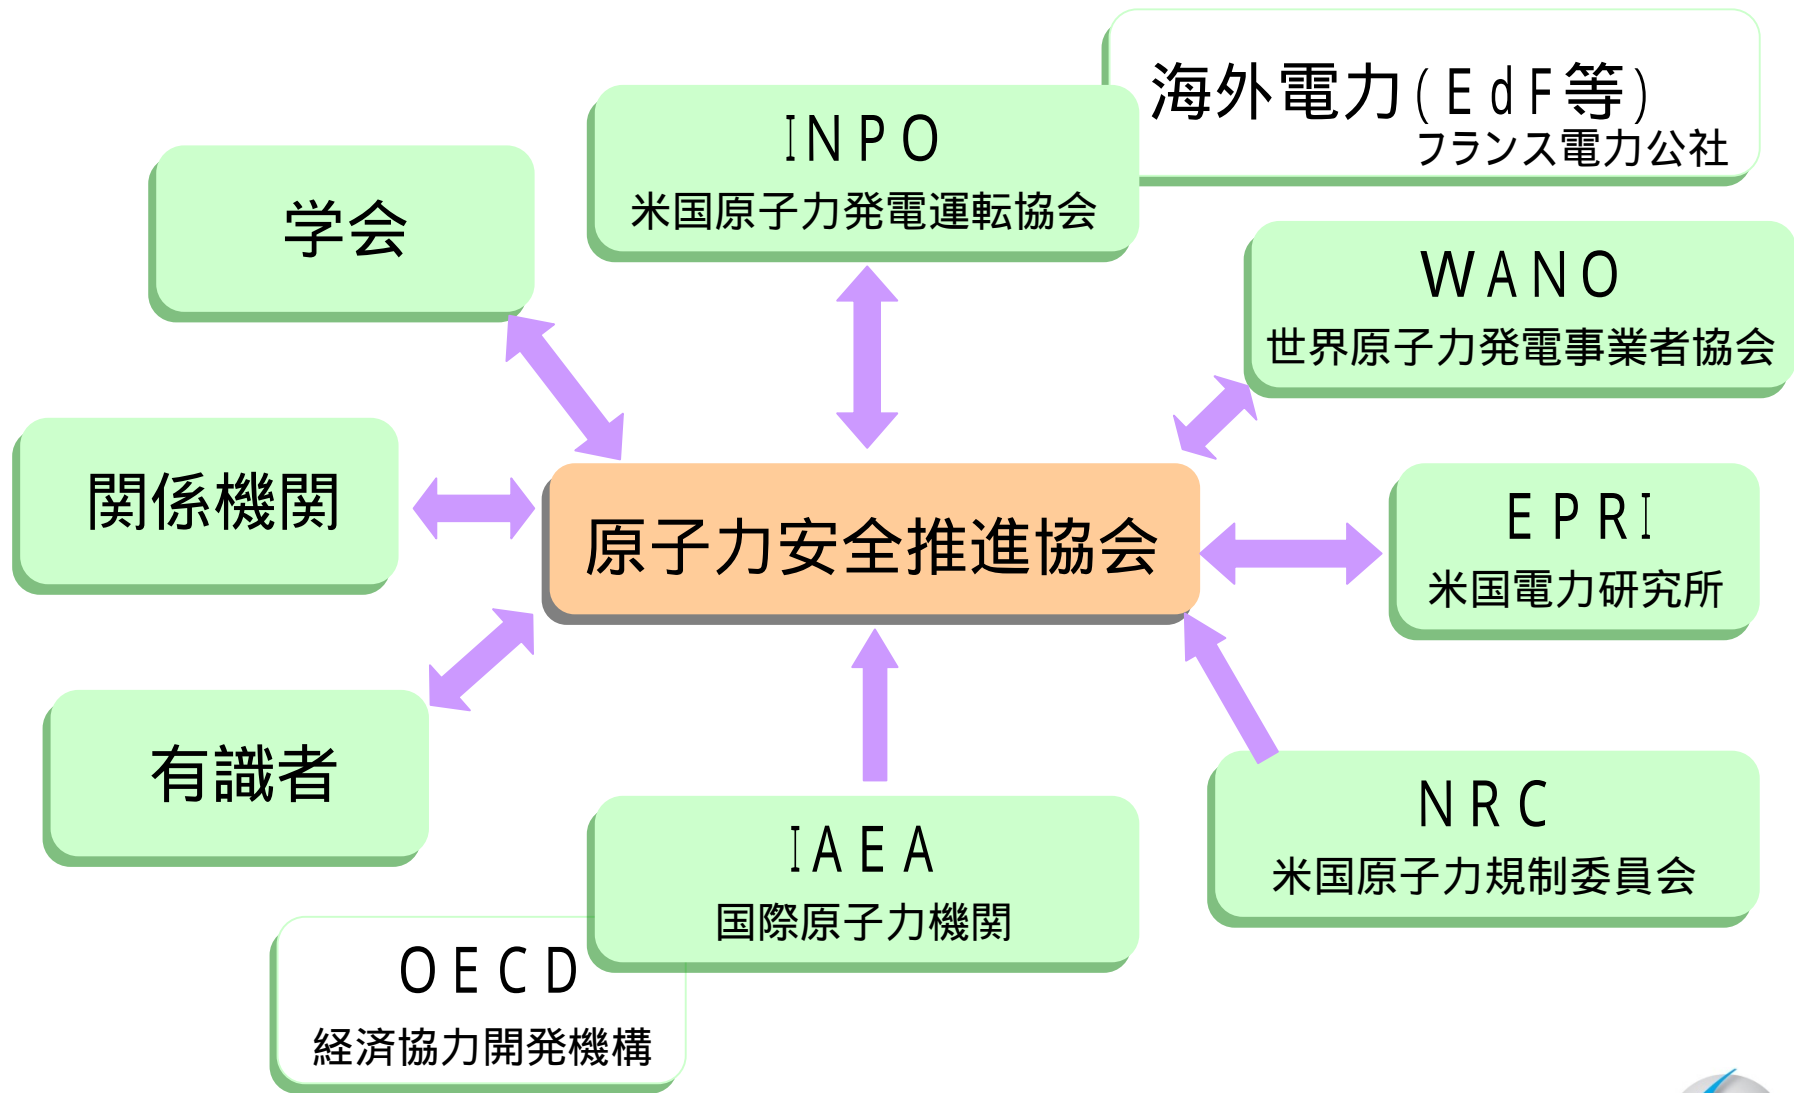 海外電力(EdF等)
フランス電力公社
INPO
米国原子力発電運転協会
学会
WANO
世界原子力発電事業者協会
関係機関
原子力安全推進協会
EPRI
米国電力研究所
有識者
NRC
米国原子力規制委員会
IAEA
国際原子力機関
OECD
経済協力開発機構